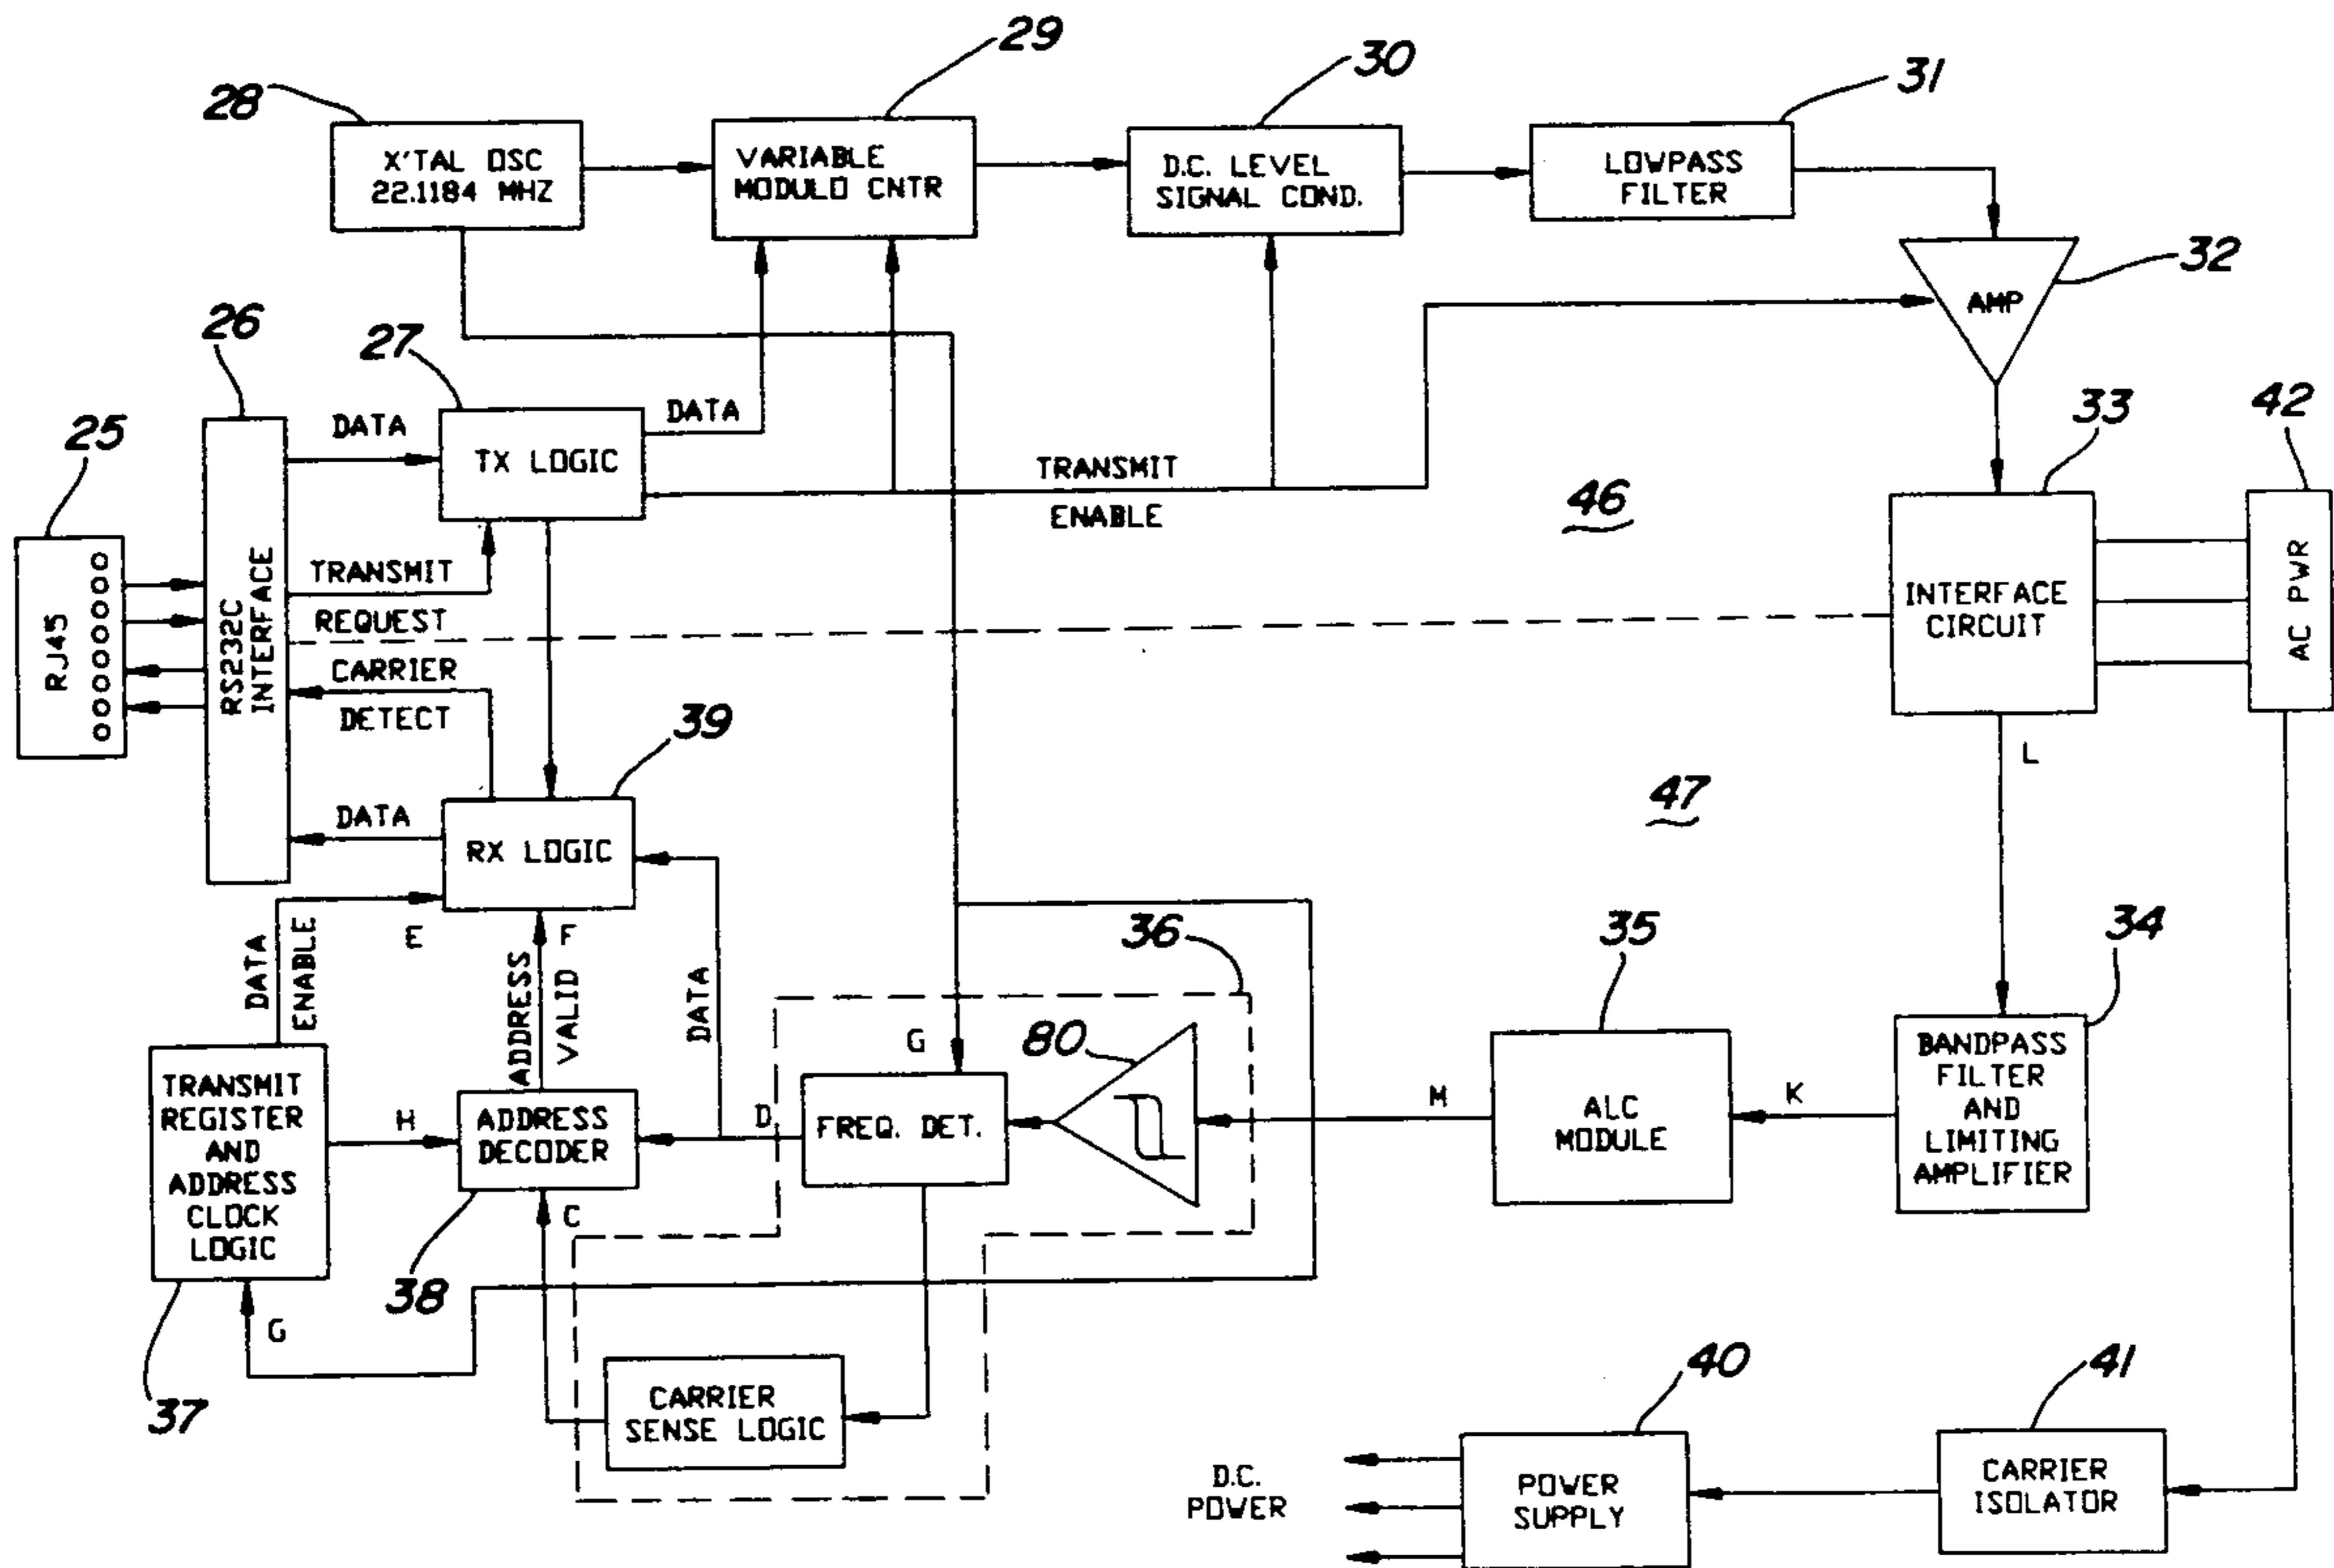 29
30
31
28
X'TAL OSC
22.1184 MHZ
VARIABLE
MODULO CNTR
D.C. LEVEL
SIGNAL COND.
LOWPASS
FILTER
32
AMP
26
27
25
DATA
TX LOGIC
DATA
TRANSMIT
ENABLE
46
33
42
RJ45
RS232C
INTERFACE
TRANSMIT
REQUEST
INTERFACE
CIRCUIT
AC PWR
CARRIER
DETECT
39
L
47
DATA
RX LOGIC
DATA
ENABLE
E
F
ADDRESS
VALID
DATA
36
35
34
G
80
TRANSMIT
REGISTER
AND
ADDRESS
CLOCK
LOGIC
H
ADDRESS
DECODER
D
FREQ. DET.
M
ALC
MODULE
K
BANDPASS
FILTER
AND
LIMITING
AMPLIFIER
C
38
G
37
CARRIER
SENSE LOGIC
40
41
D.C.
POWER
POWER
SUPPLY
CARRIER
ISOLATOR